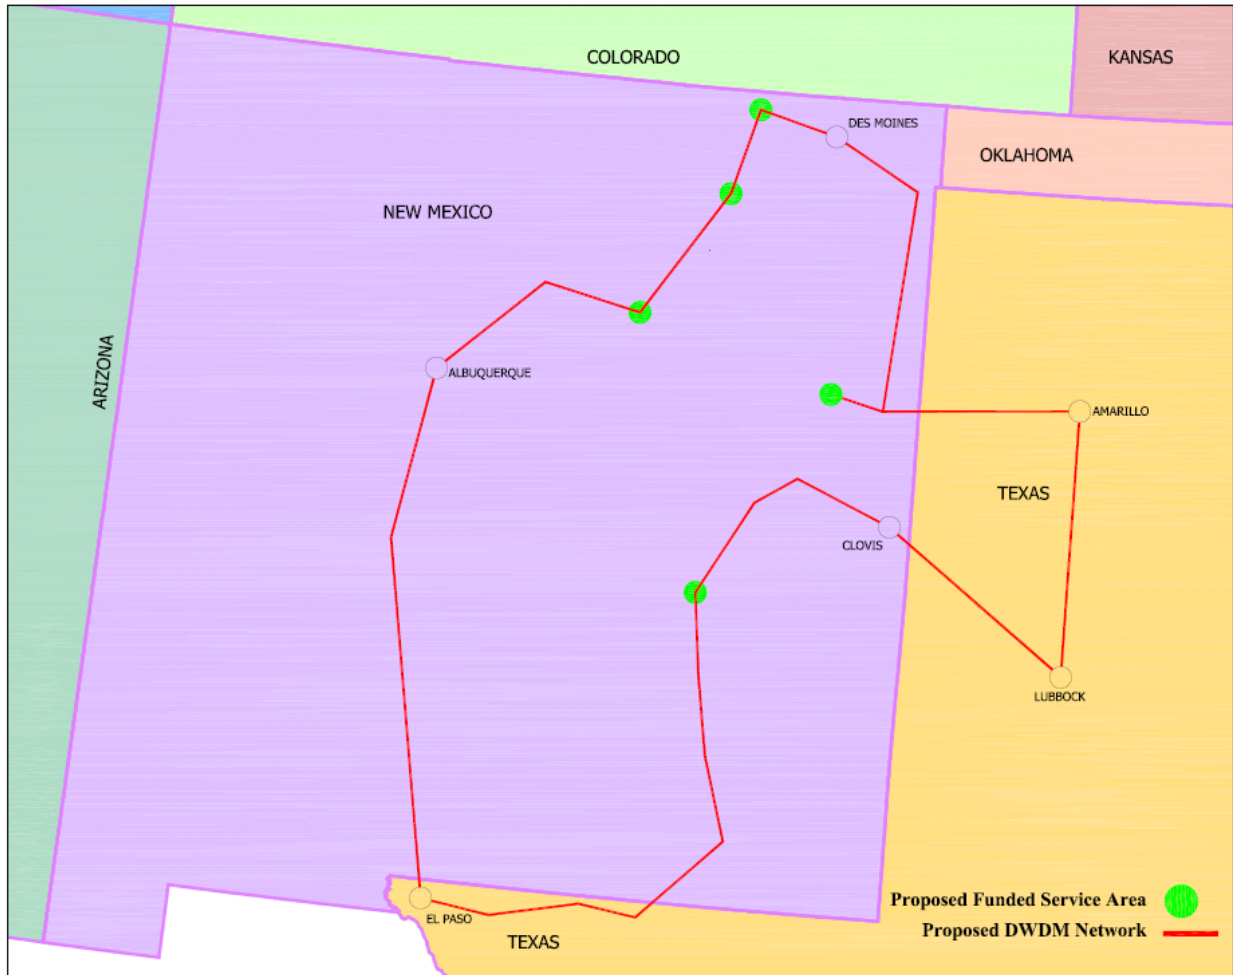 COLORADO
KANSAS
DES MOINES
OKLAHOMA
NEW MEXICO
ARIZONA
ALBUQUERQUE
AMARILLO
TEXAS
CLOVIS
LUBBOCK
Proposed Funded Service Area
EL PASO
Proposed DWDM Network
TEXAS